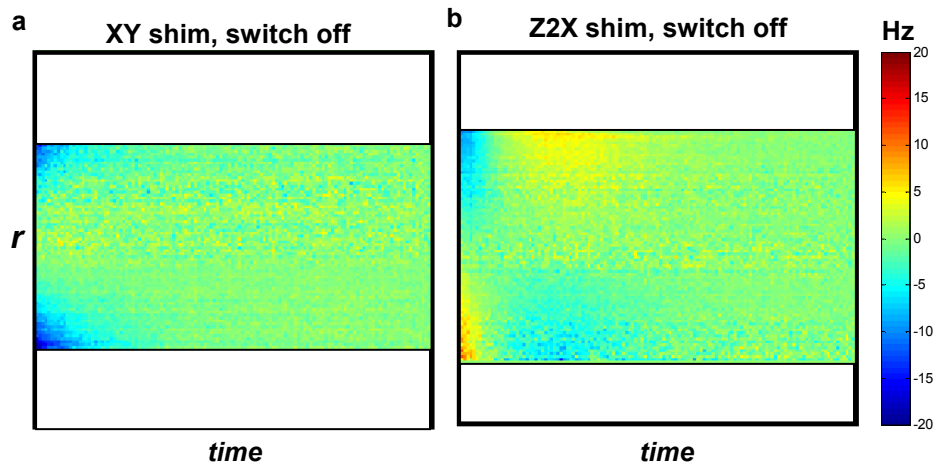 a
XY shim, switch off
b
Z2X shim, switch off
Hz
r
20
15
10
5
0
-5
-10
-15
-20
time
time